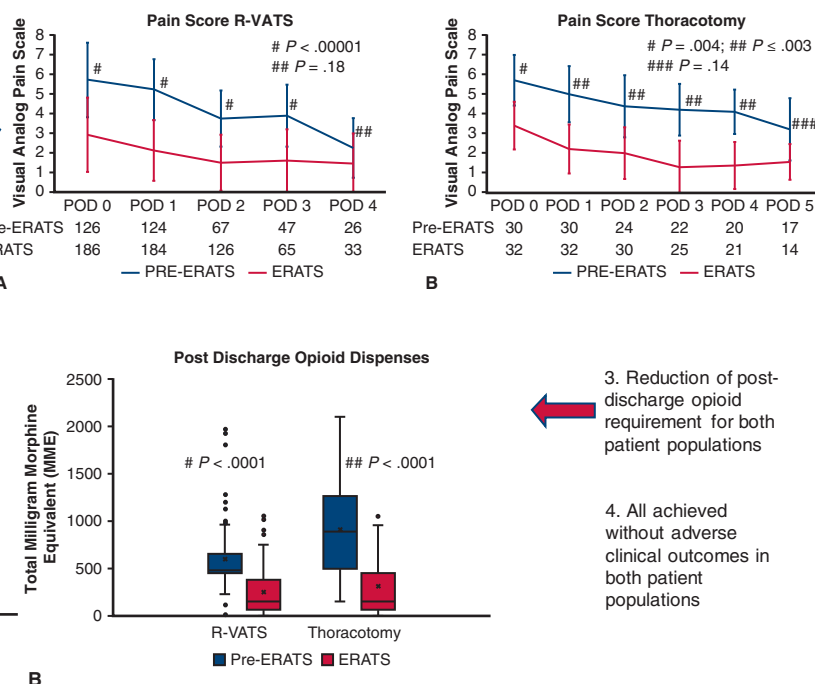 Pain Score R-VATS
Visual Analog Pain Scale
8
7
6
5
4
3
2
1
0
# P < .00001
## P = .18
#
#
#
#
##
POD 0 POD 1 POD 2 POD 3 POD 4
e-ERATS 126 124 67 47 26
RATS 186 184 126 65 33
PRE-ERATS ERATS
A
Pain Score Thoracotomy
Visual Analog Pain Scale
8
7
6
5
4
3
2
1
0
# P = .004; ## P ≤ .003
### P = .14
#
##
##
##
##
###
POD 0 POD 1 POD 2 POD 3 POD 4 POD 5
Pre-ERATS 30 30 24 22 20 17
ERATS 32 32 30 25 21 14
PRE-ERATS ERATS
B
Post Discharge Opioid Dispenses
Total Milligram Morphine
Equivalent (MME)
2500
2000
1500
1000
500
0
# P < .0001
## P < .0001
R-VATS Thoracotomy
Pre-ERATS ERATS
B
3. Reduction of post-
discharge opioid
requirement for both
patient populations
4. All achieved
without adverse
clinical outcomes in
both patient
populations